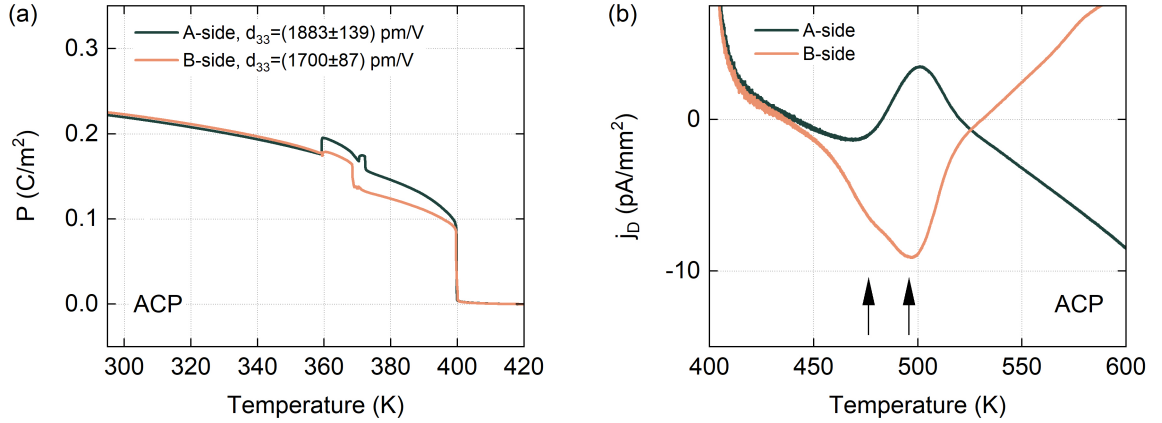 (a)
A-side, d33=(1883±139) pm/V
B-side, d33=(1700±87) pm/V
0.3
0.2
0.1
0.0
P (C/m²)
ACP
300 320 340 360 380 400 420
Temperature (K)
(b)
A-side
B-side
0
-10
jD (pA/mm²)
ACP
400 450 500 550 600
Temperature (K)